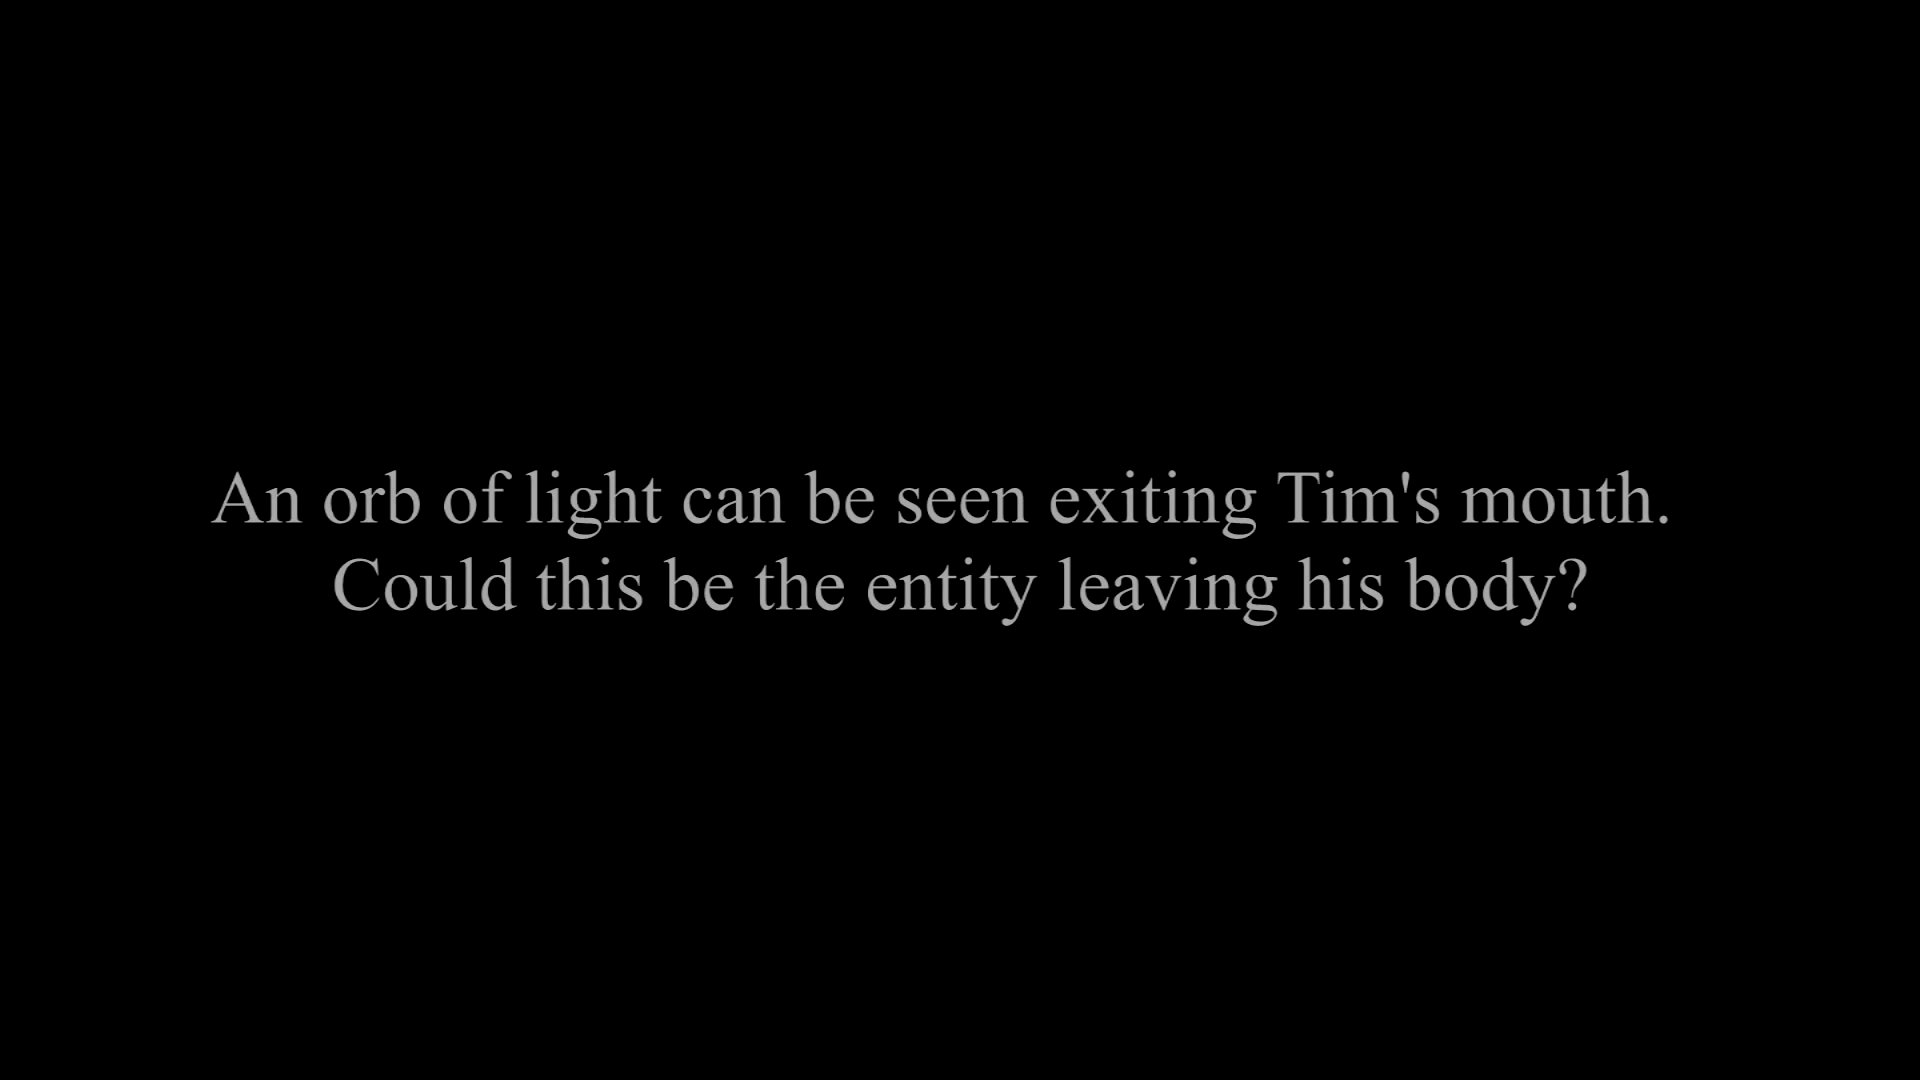 An orb of light can be seen exiting Tim's mouth.
Could this be the entity leaving his body?